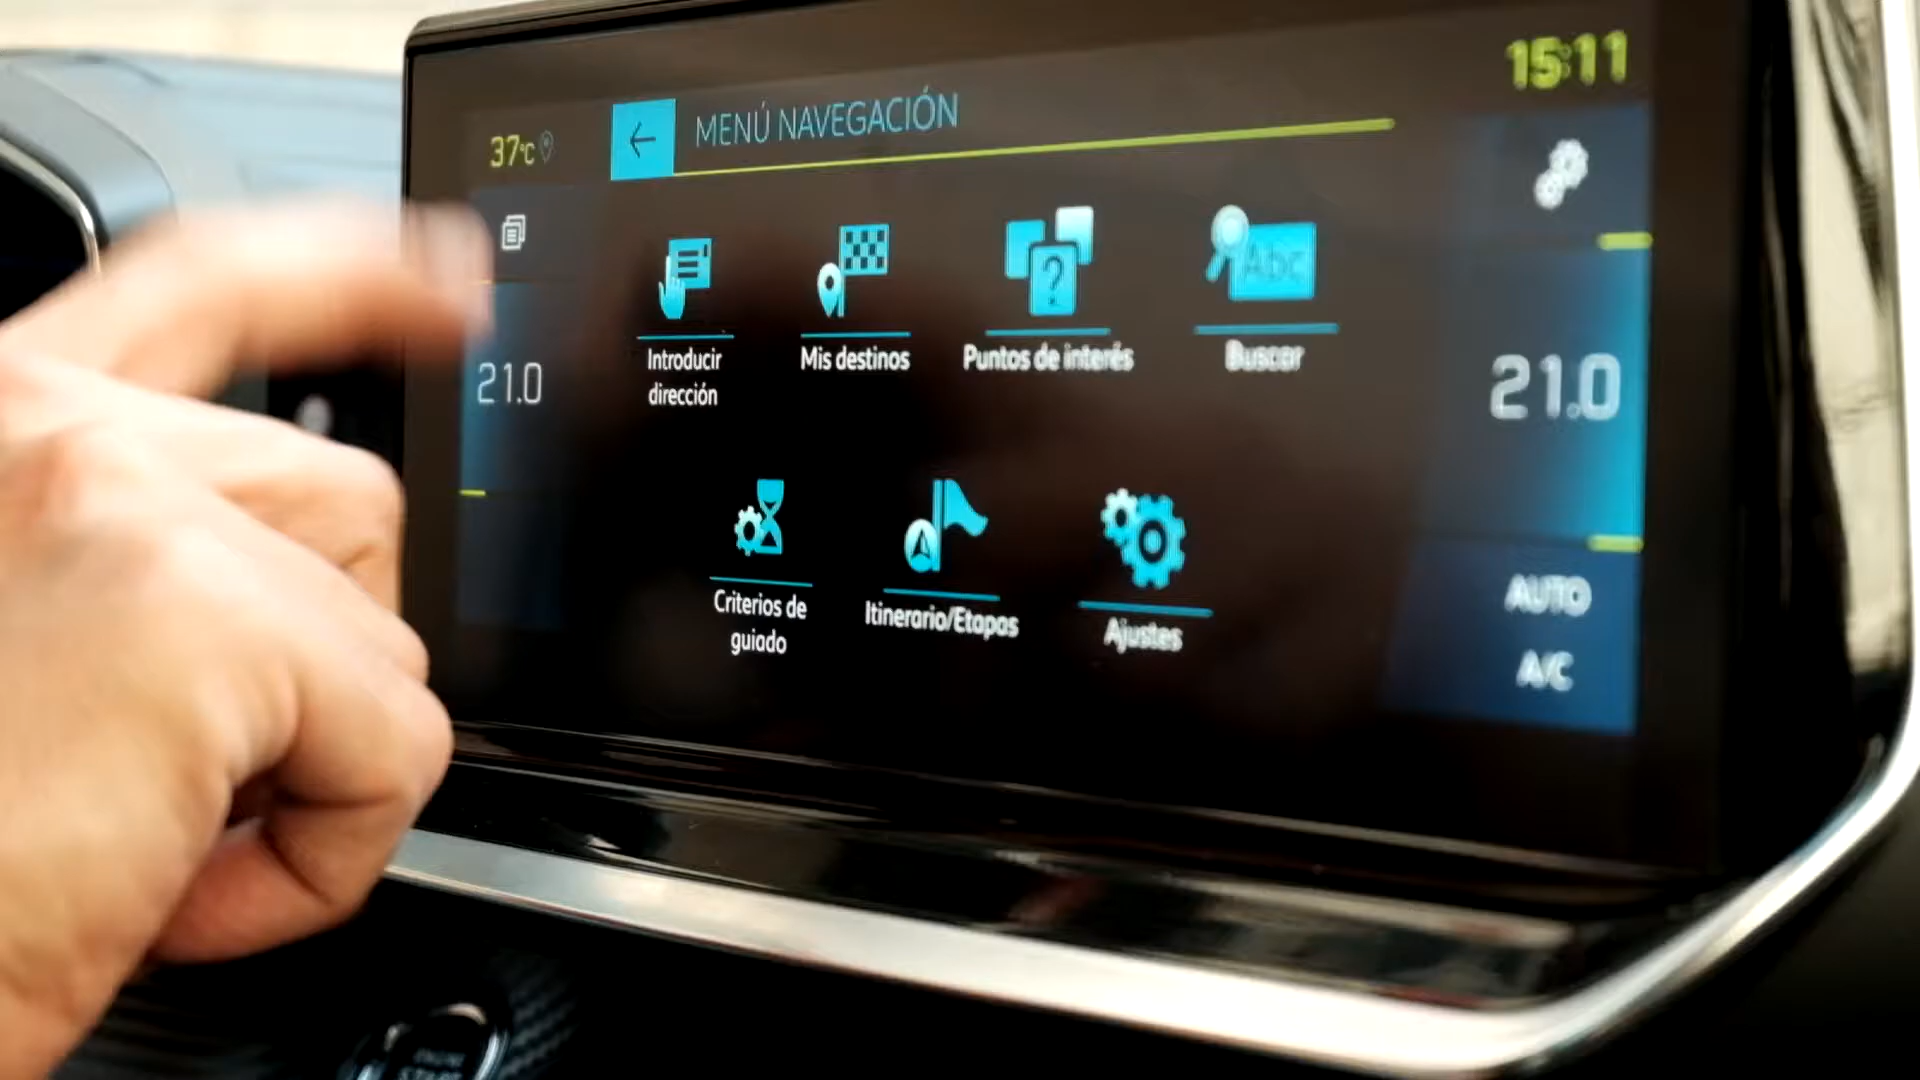 15:11
37°C
MENÚ NAVEGACIÓN
Abc
?
Introducir
dirección
Mis destinos
Puntos de interés
Buscar
21.0
21.0
Criterios de
guiado
Itinerario/Etapas
Ajustes
AUTO
A/C
START